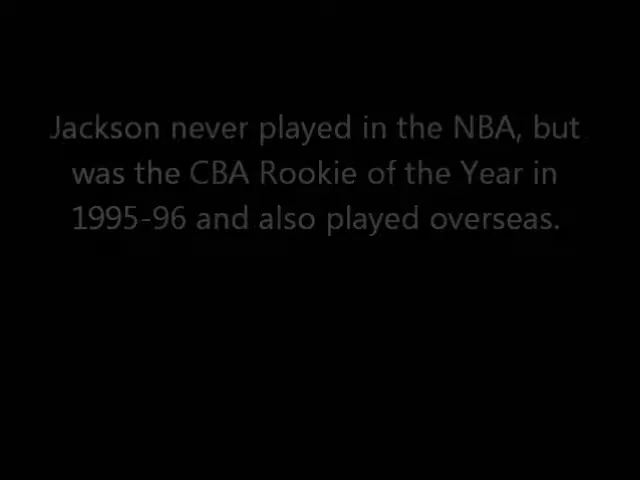 Jackson never played in the NBA, but
was the CBA Rookie of the Year in
1995-96 and also played overseas.